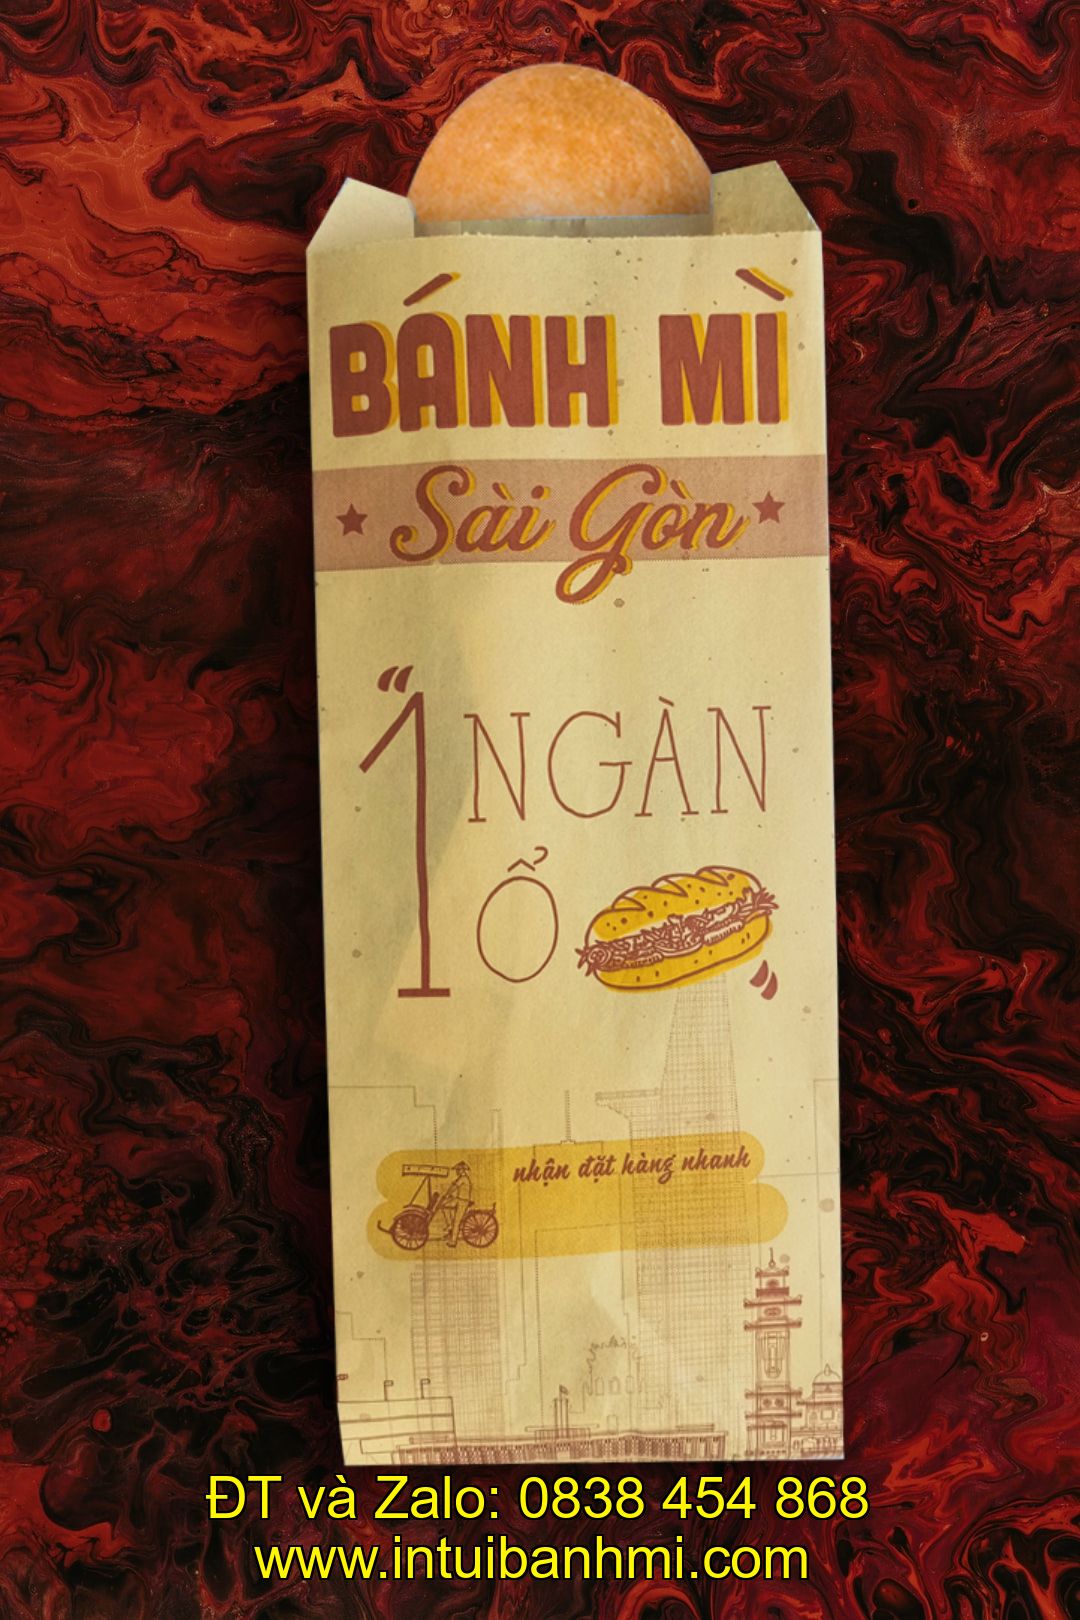 BÁNH MÌ
Sài Gòn
"1 NGÀN
Ổ "
nhận đặt hàng nhanh
ĐT và Zalo: 0838 454 868
www.intuibanhmi.com